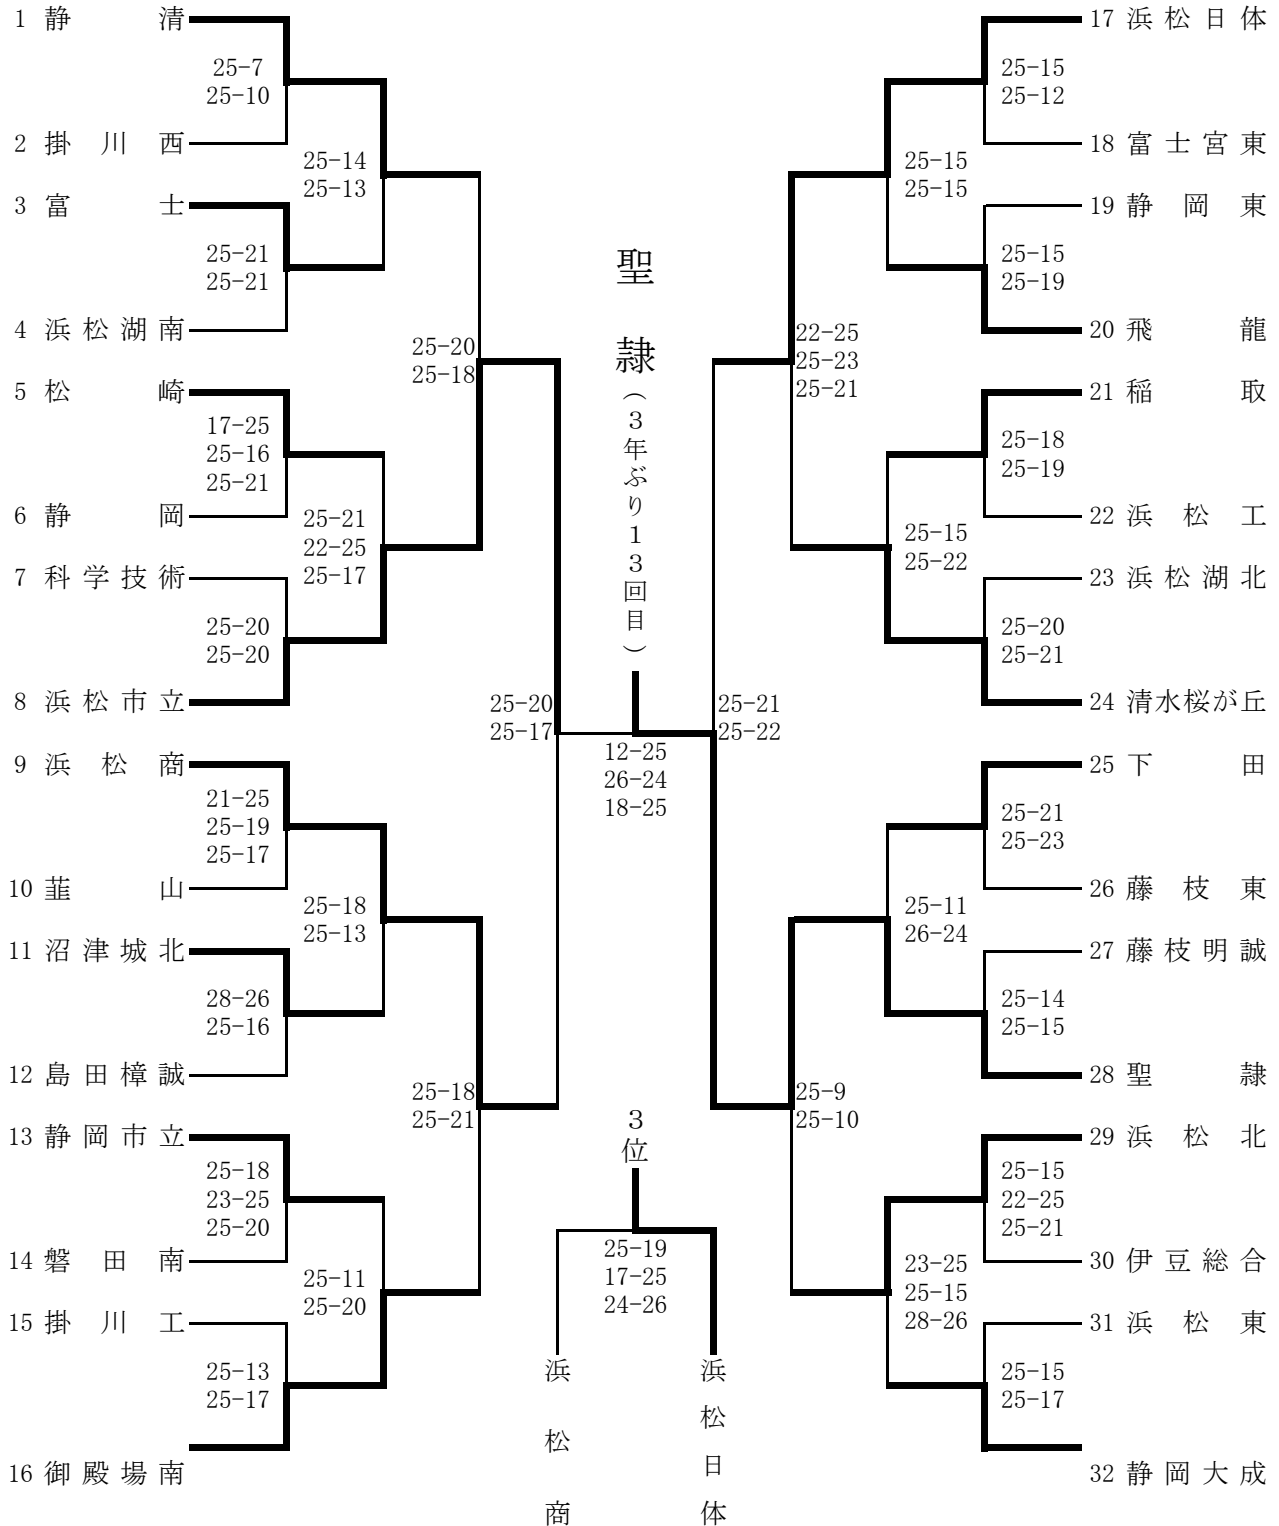 1 静清
25-7
25-10
2 掛川西
25-14
25-13
3 富士
25-21
25-21
4 浜松湖南
25-20
25-18
5 松崎
17-25
25-16
25-21
6 静岡
25-21
22-25
25-17
7 科学技術
25-20
25-20
8 浜松市立
25-20
25-17
9 浜松商
21-25
25-19
25-17
10 韮山
25-18
25-13
11 沼津城北
28-26
25-16
12 島田樟誠
25-18
25-21
13 静岡市立
25-18
23-25
25-20
14 磐田南
25-11
25-20
15 掛川工
25-13
25-17
16 御殿場南
聖隷（３年ぶり１３回目）
12-25
26-24
18-25
３位
25-19
17-25
24-26
浜松商
浜松日体
17 浜松日体
25-15
25-12
18 富士宮東
25-15
25-15
19 静岡東
25-15
25-19
20 飛龍
22-25
25-23
25-21
21 稲取
25-18
25-19
22 浜松工
25-15
25-22
23 浜松湖北
25-20
25-21
24 清水桜が丘
25-21
25-22
25 下田
25-21
25-23
26 藤枝東
25-11
26-24
27 藤枝明誠
25-14
25-15
28 聖隷
25-9
25-10
29 浜松北
25-15
22-25
25-21
30 伊豆総合
23-25
25-15
28-26
31 浜松東
25-15
25-17
32 静岡大成